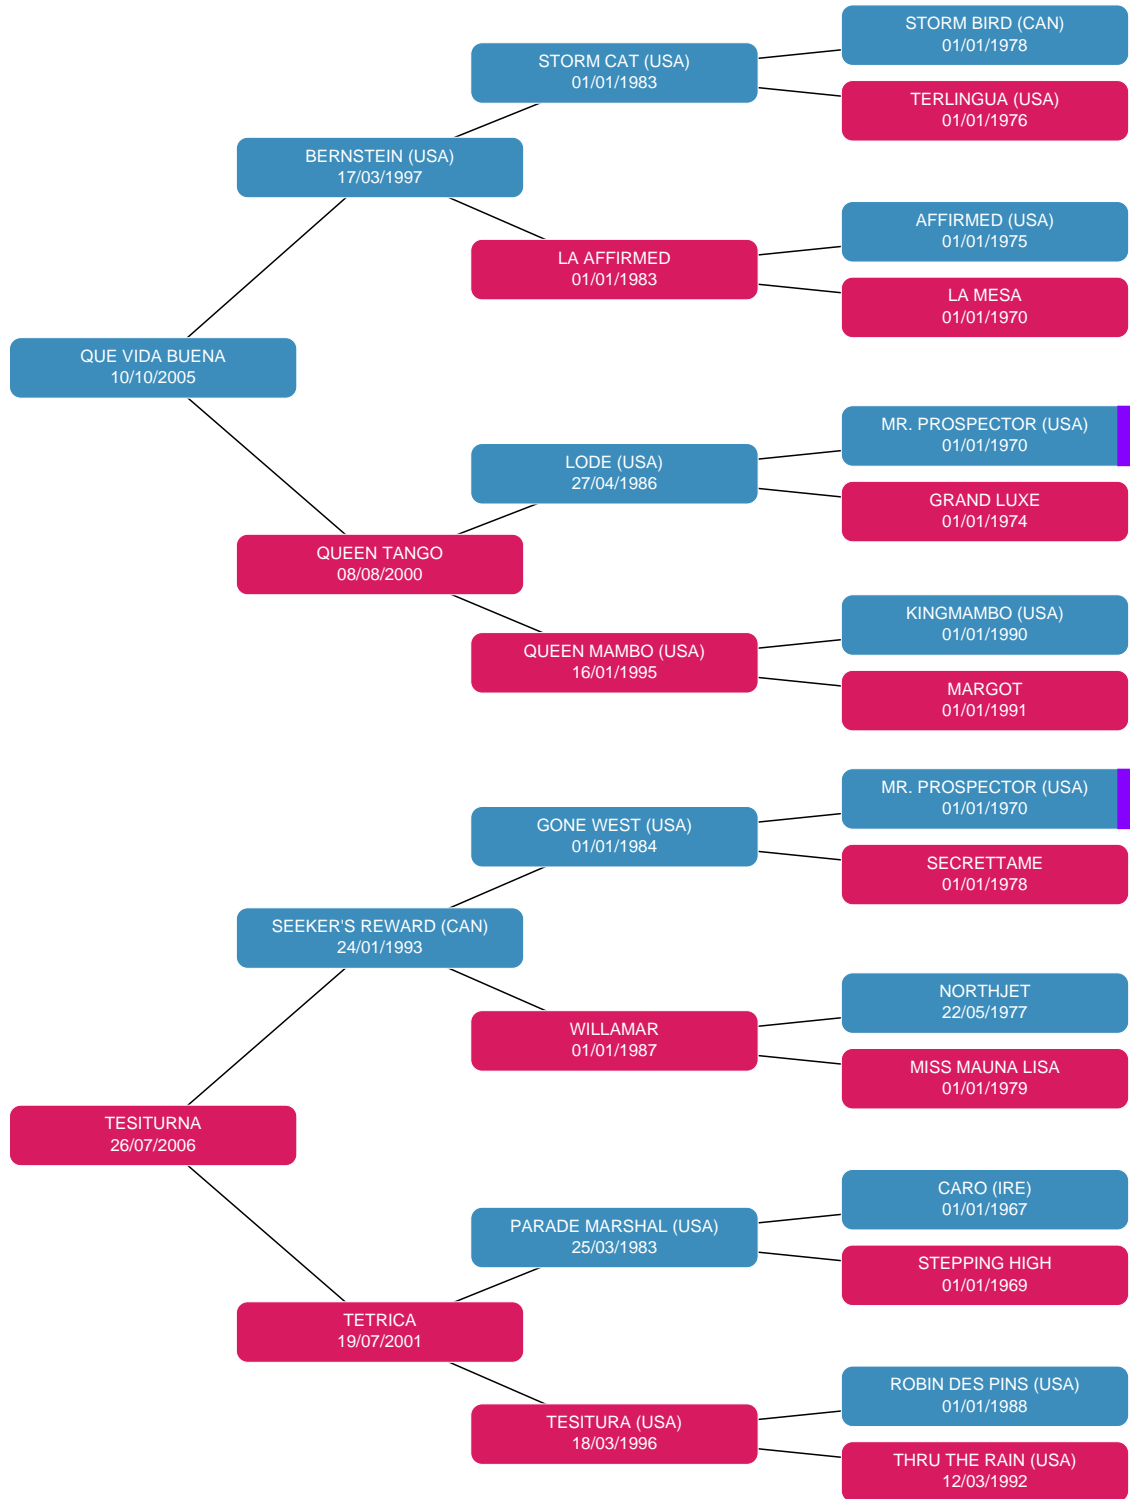 STORM BIRD (CAN)
01/01/1978
STORM CAT (USA)
01/01/1983
TERLINGUA (USA)
01/01/1976
BERNSTEIN (USA)
17/03/1997
AFFIRMED (USA)
01/01/1975
LA AFFIRMED
01/01/1983
LA MESA
01/01/1970
QUE VIDA BUENA
10/10/2005
MR. PROSPECTOR (USA)
01/01/1970
LODE (USA)
27/04/1986
GRAND LUXE
01/01/1974
QUEEN TANGO
08/08/2000
KINGMAMBO (USA)
01/01/1990
QUEEN MAMBO (USA)
16/01/1995
MARGOT
01/01/1991
MR. PROSPECTOR (USA)
01/01/1970
GONE WEST (USA)
01/01/1984
SECRETTAME
01/01/1978
SEEKER'S REWARD (CAN)
24/01/1993
NORTHJET
22/05/1977
WILLAMAR
01/01/1987
MISS MAUNA LISA
01/01/1979
TESITURNA
26/07/2006
CARO (IRE)
01/01/1967
PARADE MARSHAL (USA)
25/03/1983
STEPPING HIGH
01/01/1969
TETRICA
19/07/2001
ROBIN DES PINS (USA)
01/01/1988
TESITURA (USA)
18/03/1996
THRU THE RAIN (USA)
12/03/1992